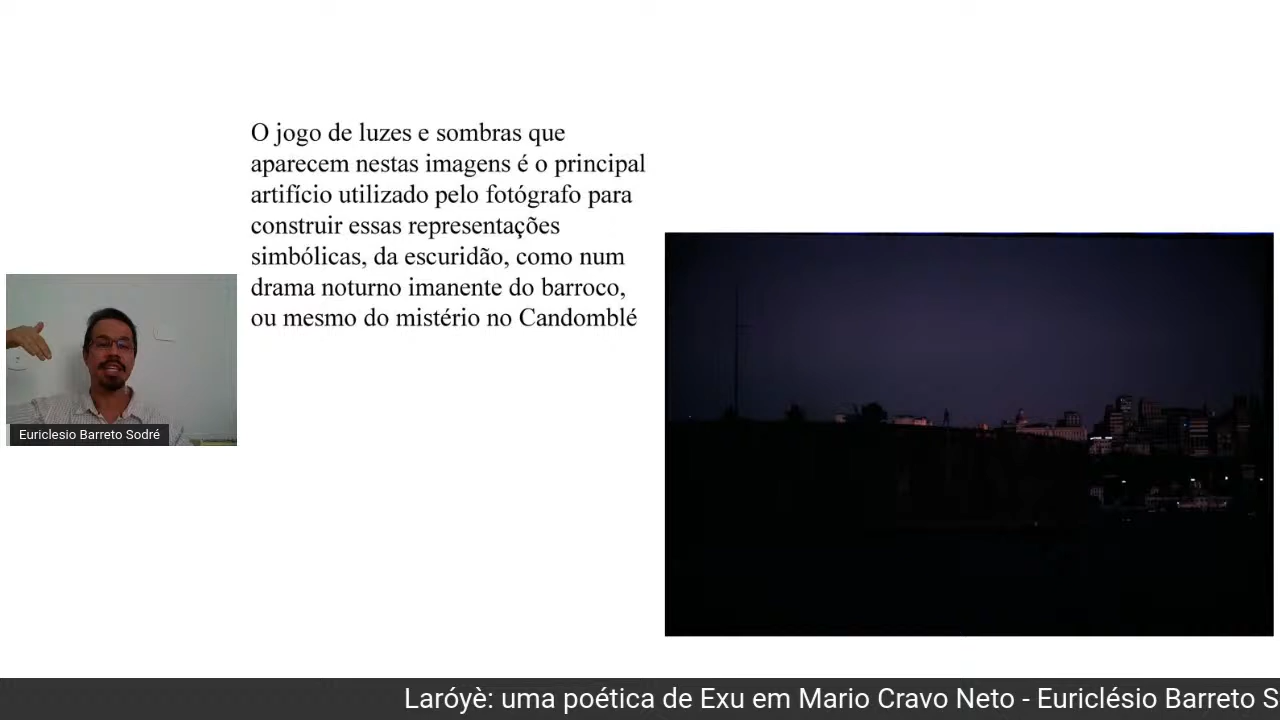 O jogo de luzes e sombras que
aparecem nestas imagens é o principal
artifício utilizado pelo fotógrafo para
construir essas representações
simbólicas, da escuridão, como num
drama noturno imanente do barroco,
ou mesmo do mistério no Candomblé
Euriclesio Barreto Sodré
Laróyè: uma poética de Exu em Mario Cravo Neto - Euriclésio Barreto S